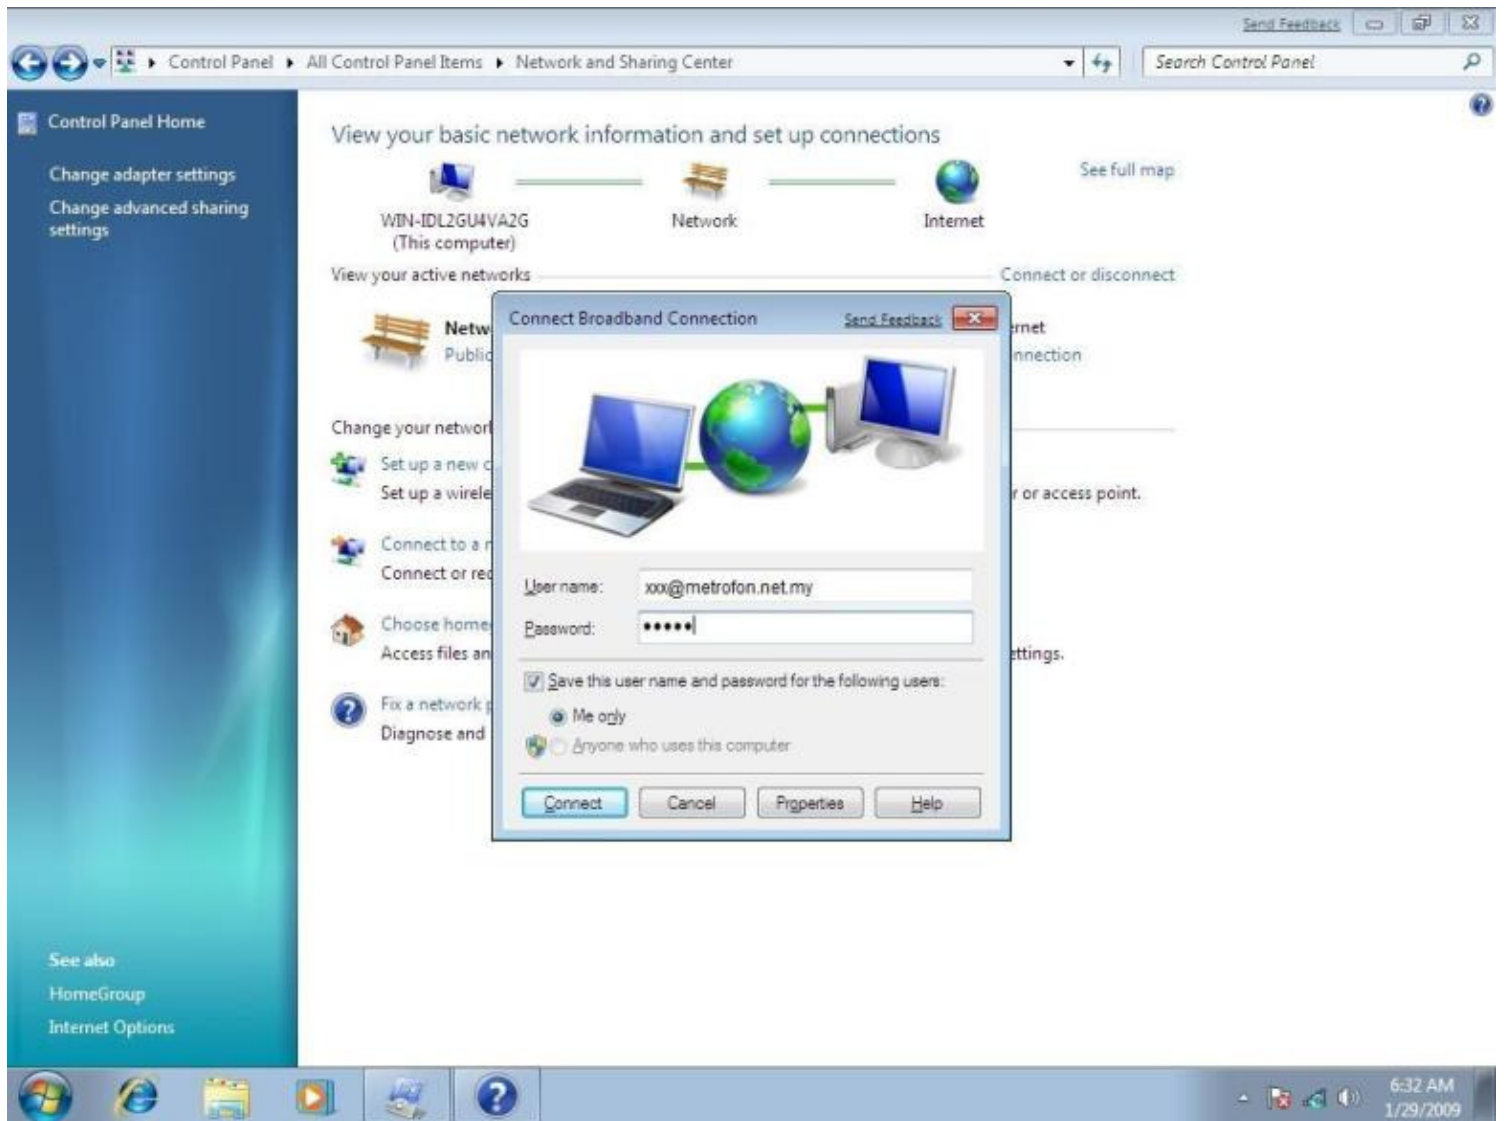 Send Feedback
Control Panel All Control Panel Items Network and Sharing Center
Search Control Panel
Control Panel Home
Change adapter settings
Change advanced sharing
settings
View your basic network information and set up connections
See full map
WIN-IDL2GU4VA2G
(This computer)
Network
Internet
View your active networks
Connect or disconnect
Netw
Public
ernet
nnection
Change your network
Set up a new c
Set up a wirele
r or access point.
Connect to a n
Connect or rec
Choose home
Access files an
ettings.
Fix a network p
Diagnose and
Connect Broadband Connection
Send Feedback
User name:
xxx@metrofon.net.my
Password:
•••••
Save this user name and password for the following users:
Me only
Anyone who uses this computer
Connect
Cancel
Properties
Help
See also
HomeGroup
Internet Options
6:32 AM
1/29/2009